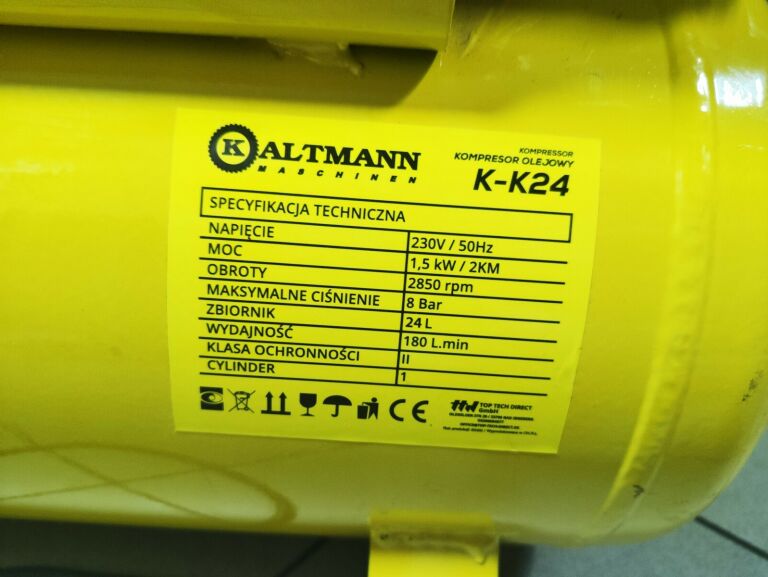 KALTMANN
MASCHINEN
KOMPRESSOR
KOMPRESOR OLEJOWY
K-K24
SPECYFIKACJA TECHNICZNA
NAPIĘCIE 230V / 50Hz
MOC 1,5 kW / 2KM
OBROTY 2850 rpm
MAKSYMALNE CIŚNIENIE 8 Bar
ZBIORNIK 24 L
WYDAJNOŚĆ 180 L.min
KLASA OCHRONNOŚCI II
CYLINDER 1
CE
TOP TECH DIRECT
GmbH